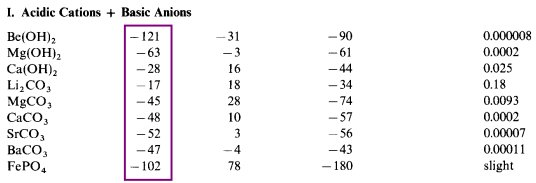 I. Acidic Cations + Basic Anions
Be(OH)₂ −121 −31 −90 0.000008
Mg(OH)₂ −63 −3 −61 0.0002
Ca(OH)₂ −28 16 −44 0.025
Li₂CO₃ −17 18 −34 0.18
MgCO₃ −45 28 −74 0.0093
CaCO₃ −48 10 −57 0.0002
SrCO₃ −52 3 −56 0.00007
BaCO₃ −47 −4 −43 0.00011
FePO₄ −102 78 −180 slight